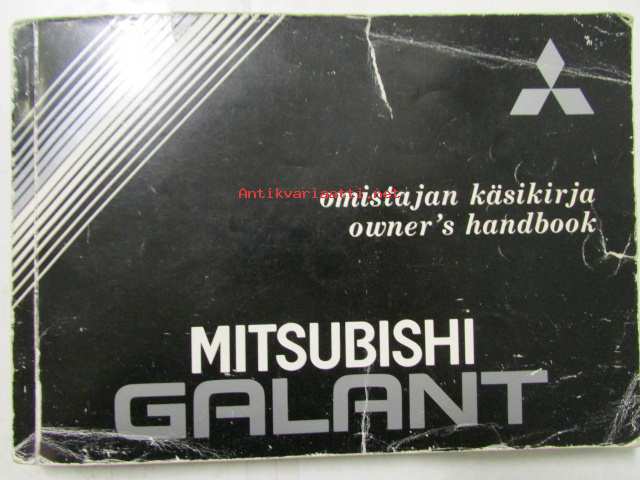 Antikvariaatti.net
omistajan käsikirja
owner's handbook
MITSUBISHI
GALANT